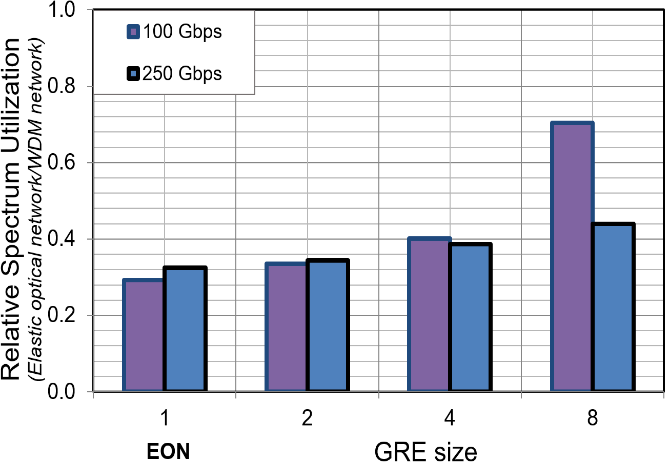 Relative Spectrum Utilization
(Elastic optical network/WDM network)
1.0
0.8
0.6
0.4
0.2
0.0
100 Gbps
250 Gbps
1
2
4
8
EON
GRE size